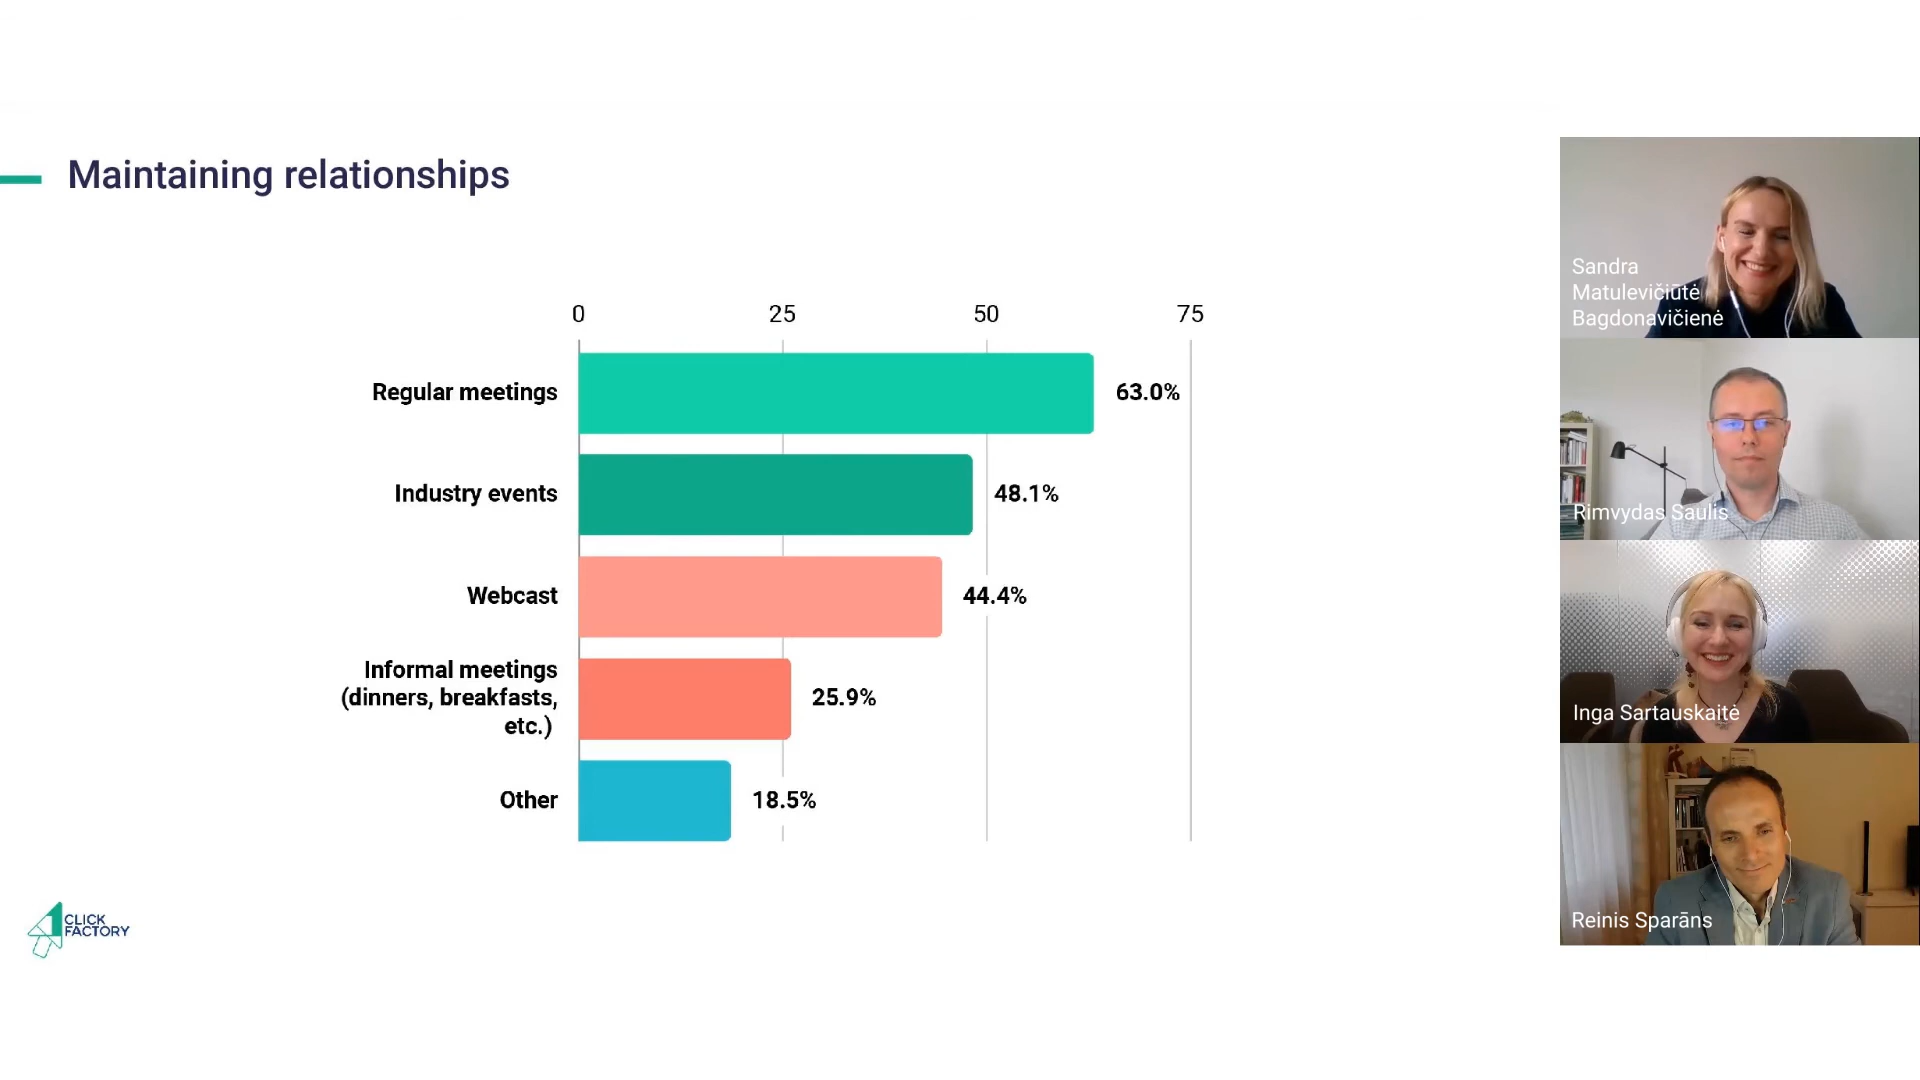 Maintaining relationships
0 25 50 75
Regular meetings 63.0%
Industry events 48.1%
Webcast 44.4%
Informal meetings
(dinners, breakfasts,
etc.) 25.9%
Other 18.5%
CLICK
FACTORY
Sandra
Matulevičiūtė
Bagdonavičienė
Rimvydas Saulis
Inga Sartauskaitė
Reinis Sparāns